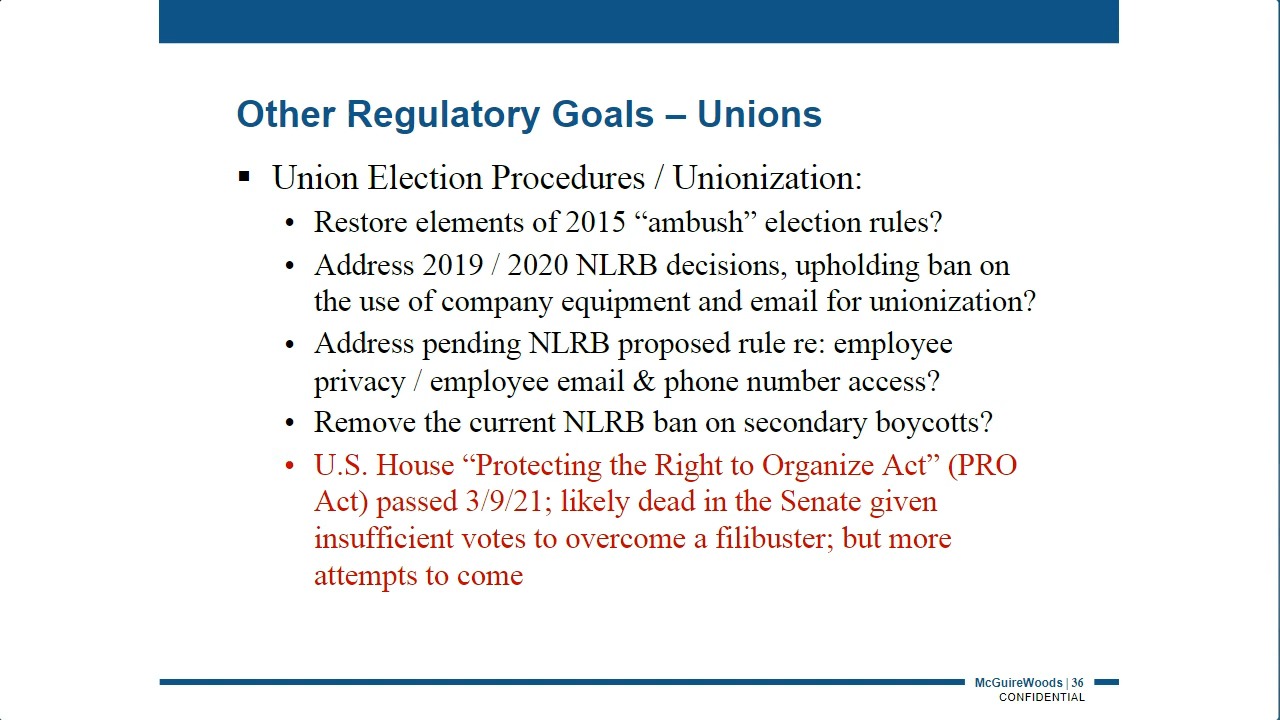 Other Regulatory Goals – Unions
▪ Union Election Procedures / Unionization:
• Restore elements of 2015 “ambush” election rules?
• Address 2019 / 2020 NLRB decisions, upholding ban on
the use of company equipment and email for unionization?
• Address pending NLRB proposed rule re: employee
privacy / employee email & phone number access?
• Remove the current NLRB ban on secondary boycotts?
• U.S. House “Protecting the Right to Organize Act” (PRO
Act) passed 3/9/21; likely dead in the Senate given
insufficient votes to overcome a filibuster; but more
attempts to come
McGuireWoods | 36
CONFIDENTIAL